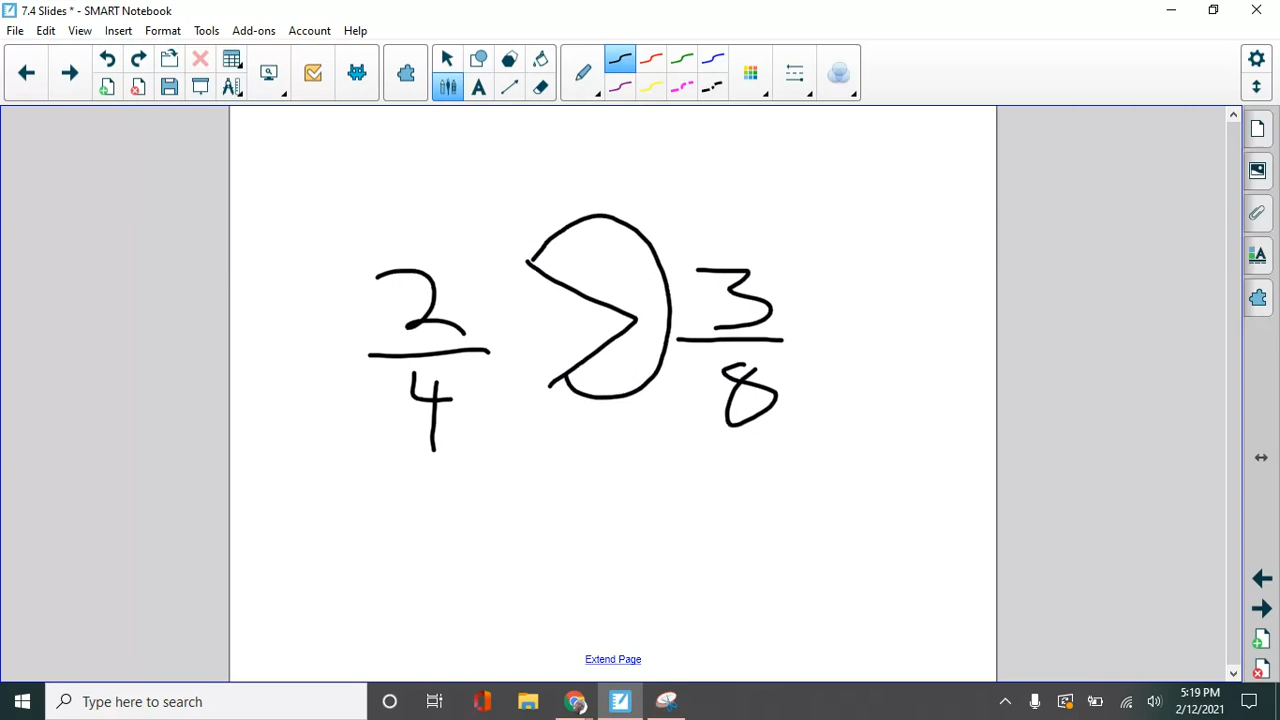 7.4 Slides * - SMART Notebook
File Edit View Insert Format Tools Add-ons Account Help
2/4 > 3/8
Extend Page
Type here to search
5:19 PM
2/12/2021